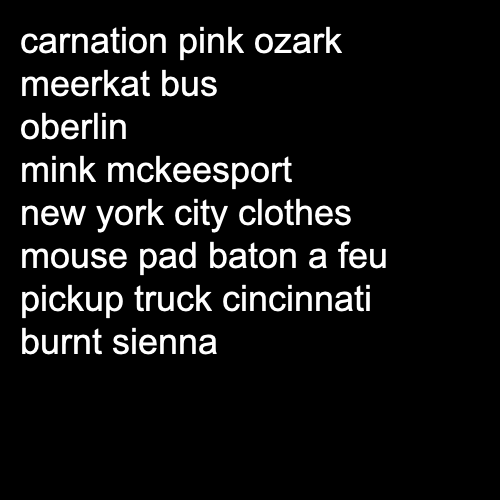 carnation pink ozark
meerkat bus
oberlin
mink mckeesport
new york city clothes
mouse pad baton a feu
pickup truck cincinnati
burnt sienna